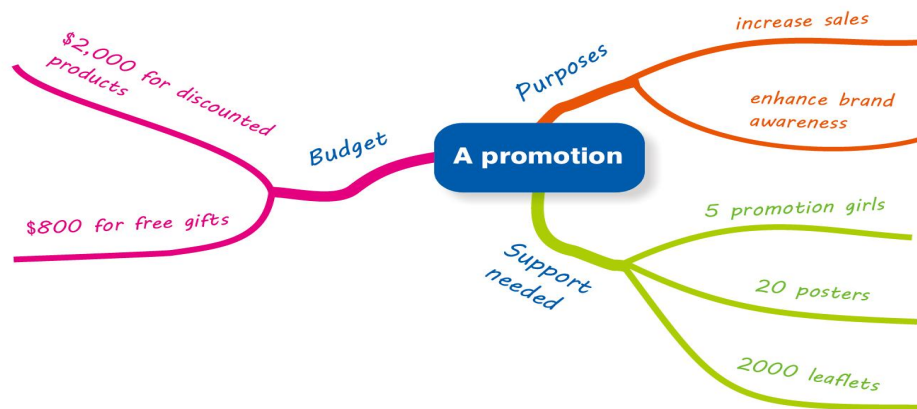 A promotion
Purposes
increase sales
enhance brand
awareness
Support
needed
5 promotion girls
20 posters
2000 leaflets
Budget
$2,000 for discounted
products
$800 for free gifts